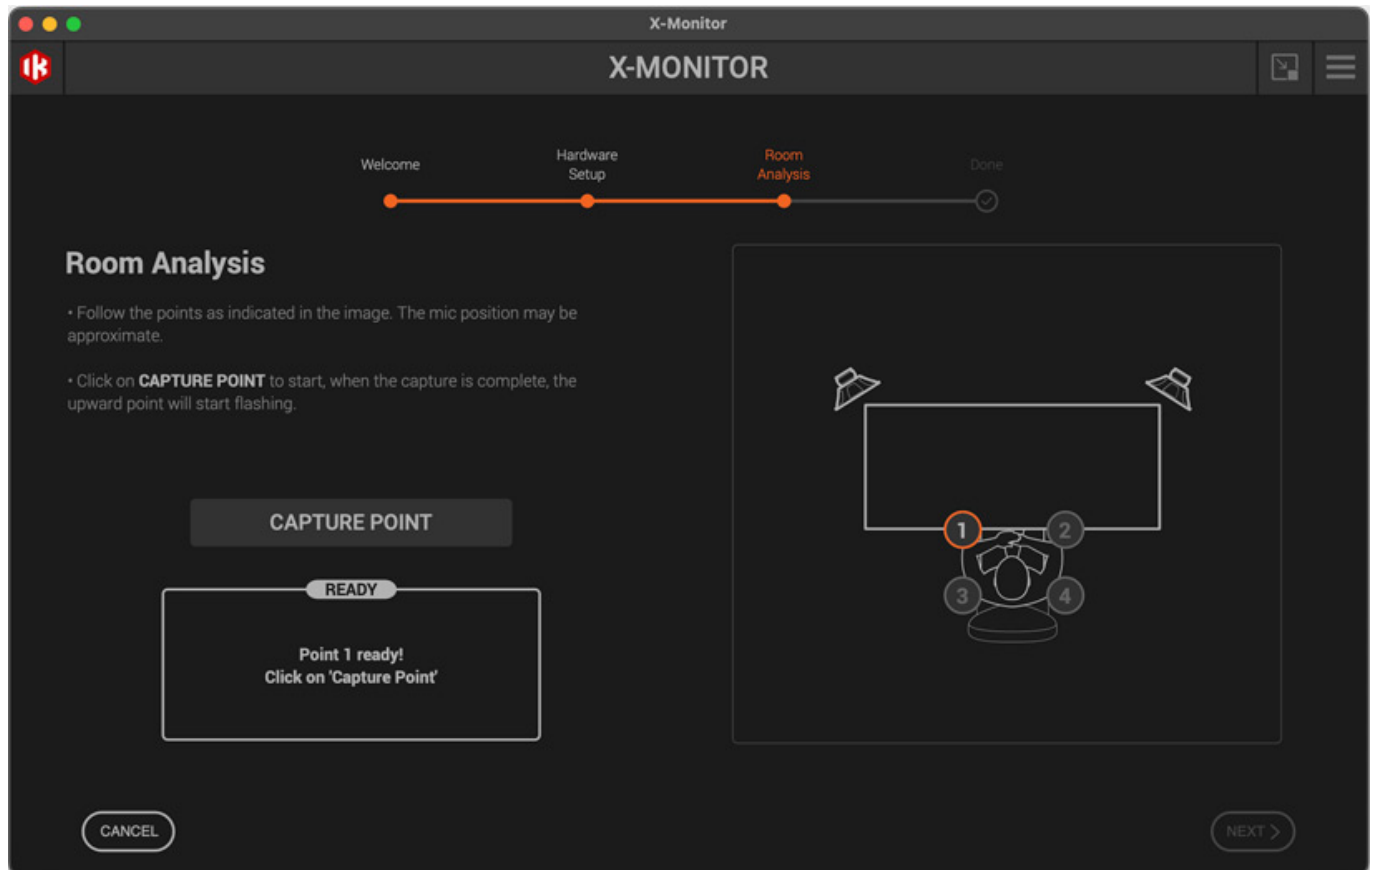 X-Monitor
IK
X-MONITOR
Welcome
Hardware
Setup
Room
Analysis
Done
Room Analysis
• Follow the points as indicated in the image. The mic position may be
approximate.
• Click on CAPTURE POINT to start, when the capture is complete, the
upward point will start flashing.
CAPTURE POINT
READY
Point 1 ready!
Click on 'Capture Point'
1
2
3
4
CANCEL
NEXT >